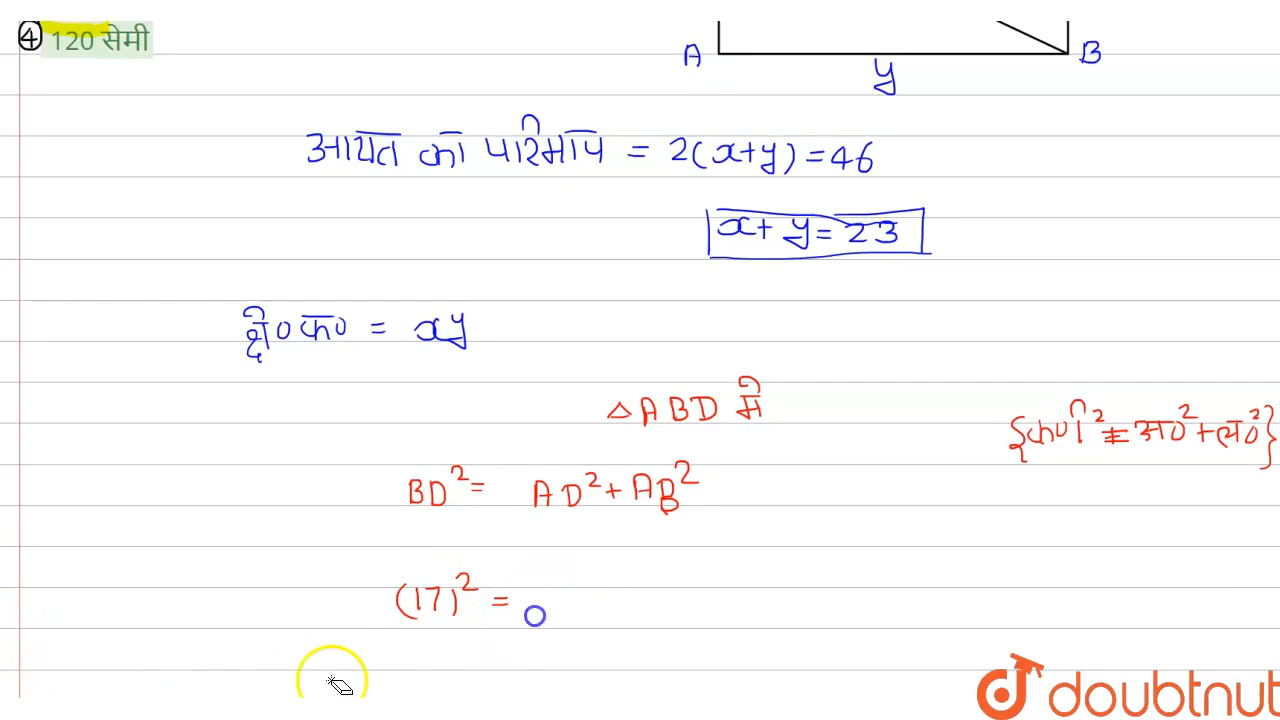 ④ 120 सेमी
A B
y
आयत का परिमाप = 2(x+y) = 46
x+y = 23
क्षे० फ० = xy
△ABD में
{कर्ण² = आ०² + ल०²}
BD² = AD² + AB²
(17)² =
doubtnut